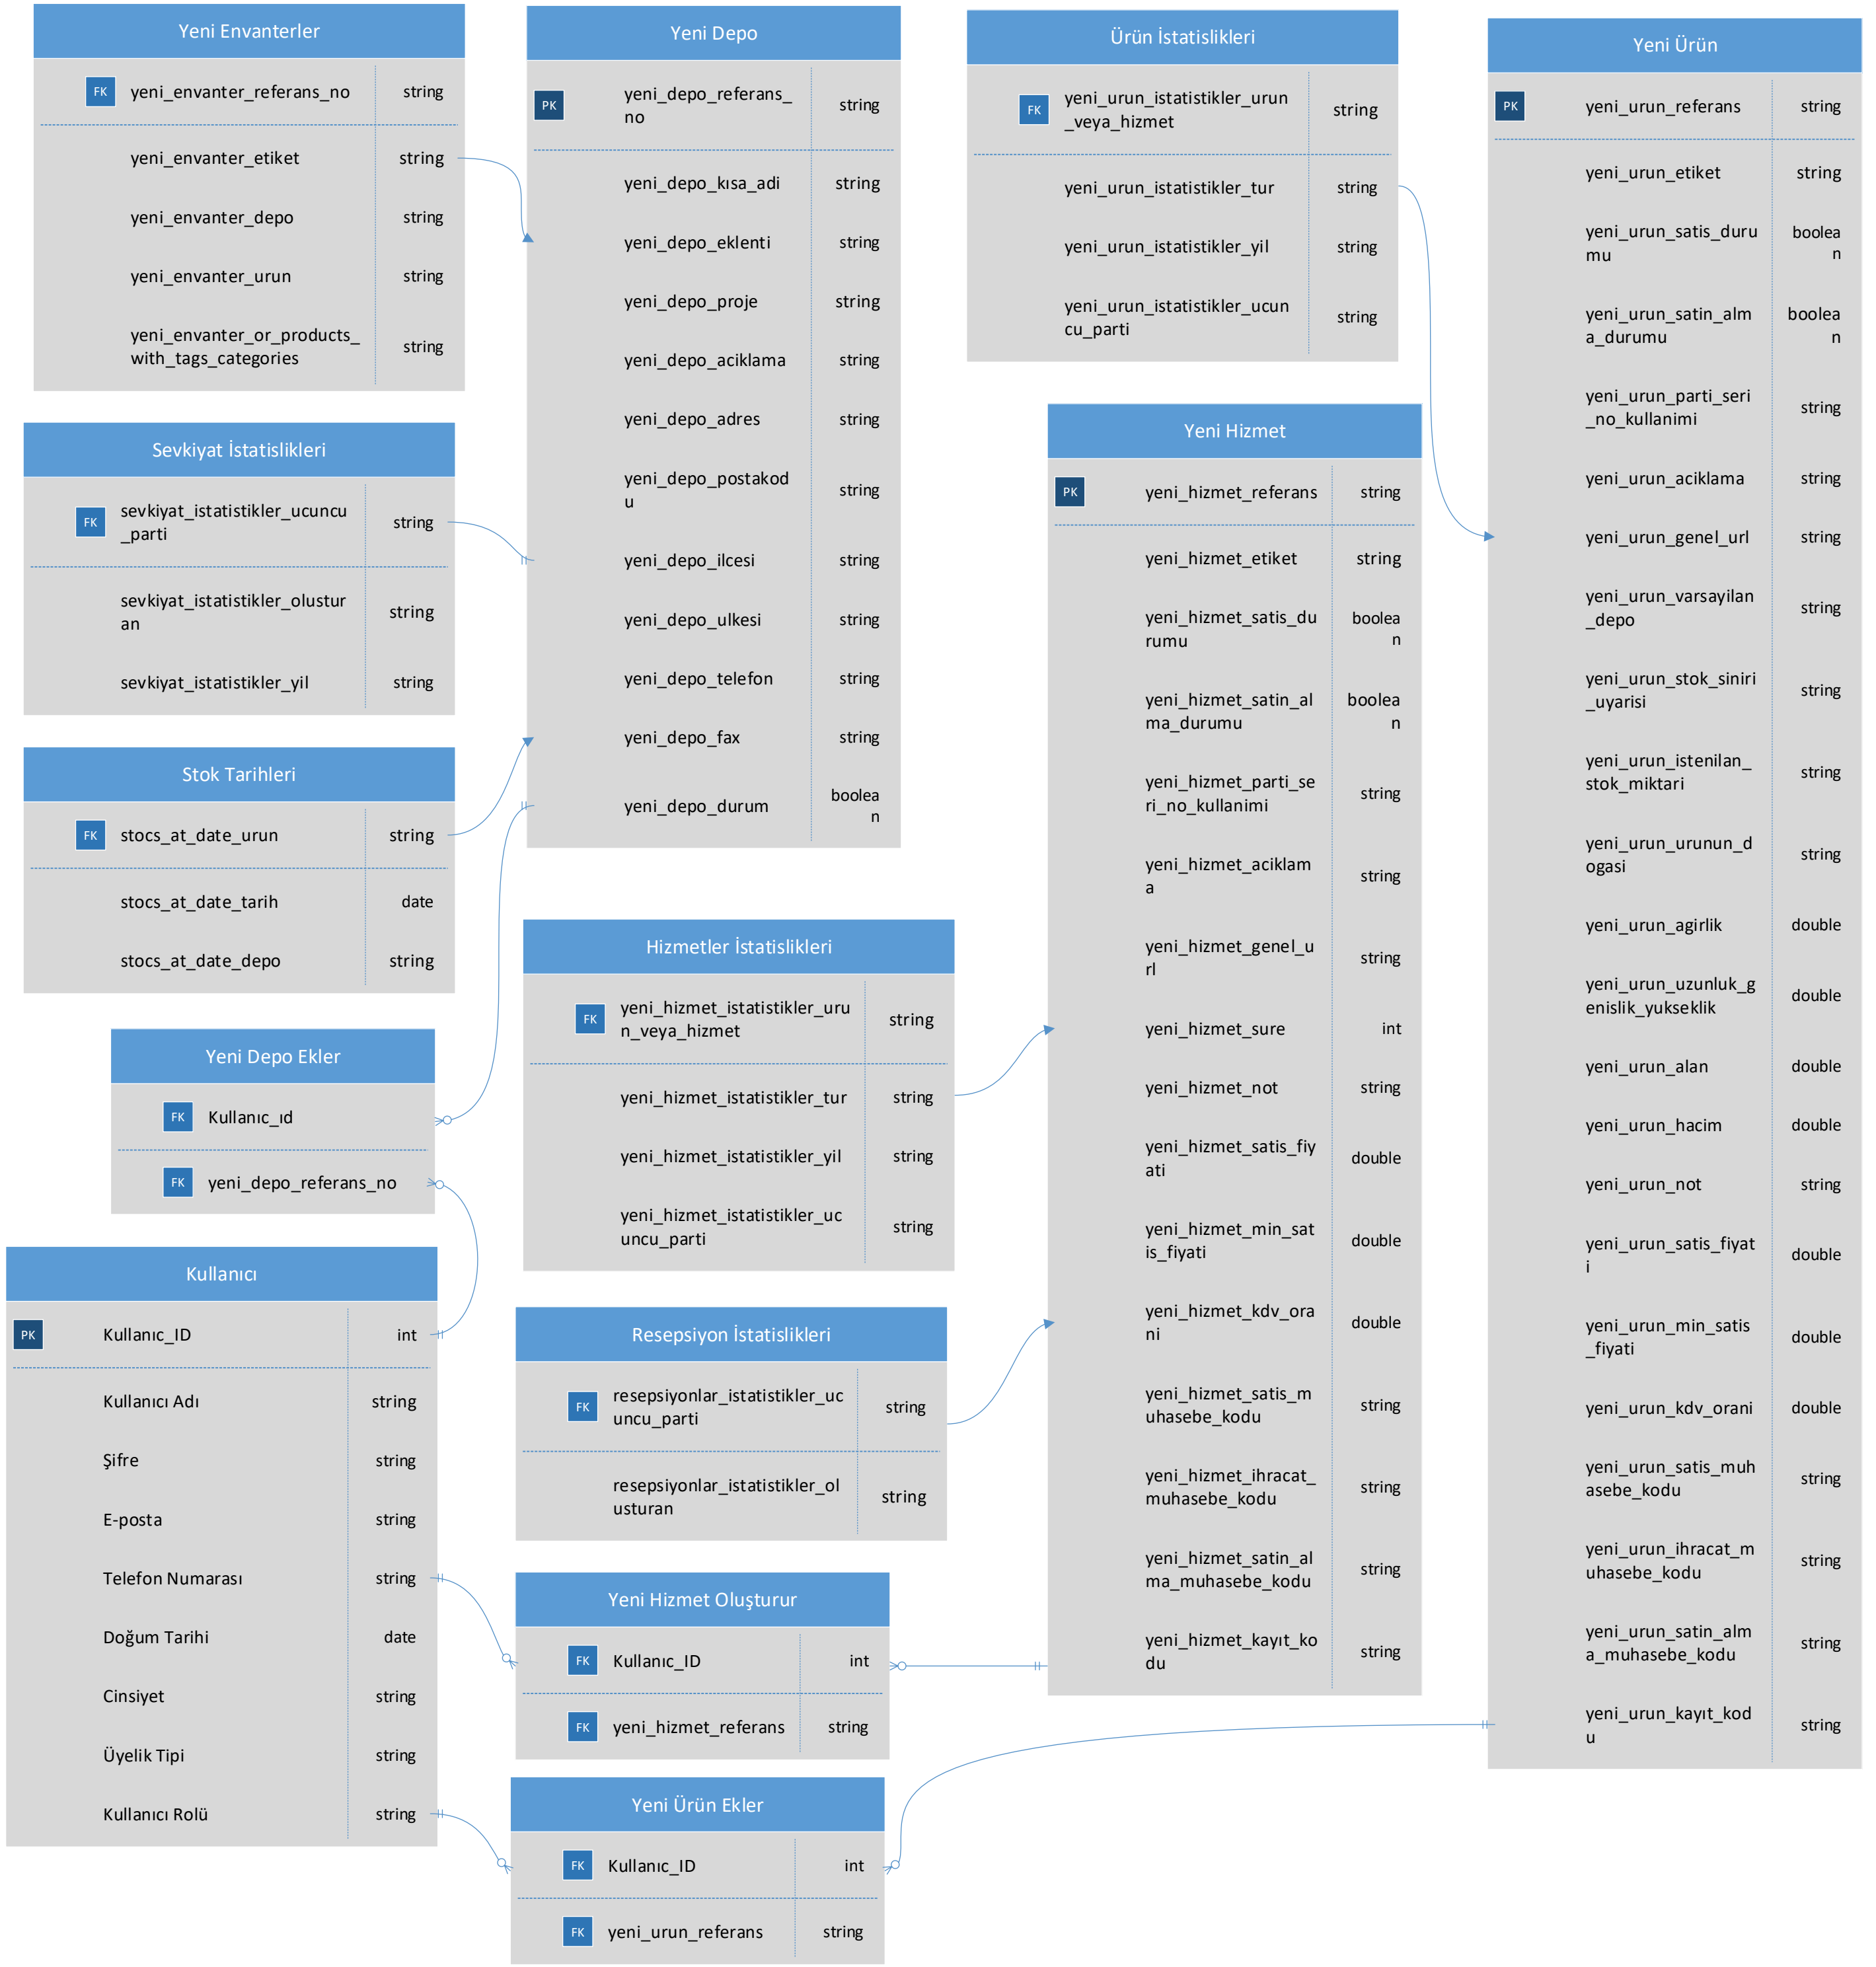 Yeni Envanterler
FK yeni_envanter_referans_no string
yeni_envanter_etiket string
yeni_envanter_depo string
yeni_envanter_urun string
yeni_envanter_or_products_
with_tags_categories string
Sevkiyat İstatislikleri
FK sevkiyat_istatistikler_ucuncu
_parti string
sevkiyat_istatistikler_olustur
an string
sevkiyat_istatistikler_yil string
Stok Tarihleri
FK stocs_at_date_urun string
stocs_at_date_tarih date
stocs_at_date_depo string
Yeni Depo Ekler
FK Kullanıc_ıd
FK yeni_depo_referans_no
Kullanıcı
PK Kullanıc_ID int
Kullanıcı Adı string
Şifre string
E-posta string
Telefon Numarası string
Doğum Tarihi date
Cinsiyet string
Üyelik Tipi string
Kullanıcı Rolü string
Yeni Depo
PK yeni_depo_referans_
no string
yeni_depo_kısa_adi string
yeni_depo_eklenti string
yeni_depo_proje string
yeni_depo_aciklama string
yeni_depo_adres string
yeni_depo_postakod
u string
yeni_depo_ilcesi string
yeni_depo_ulkesi string
yeni_depo_telefon string
yeni_depo_fax string
yeni_depo_durum boolea
n
Hizmetler İstatislikleri
FK yeni_hizmet_istatistikler_uru
n_veya_hizmet string
yeni_hizmet_istatistikler_tur string
yeni_hizmet_istatistikler_yil string
yeni_hizmet_istatistikler_uc
uncu_parti string
Resepsiyon İstatislikleri
FK resepsiyonlar_istatistikler_uc
uncu_parti string
resepsiyonlar_istatistikler_ol
usturan string
Yeni Hizmet Oluşturur
FK Kullanıc_ID int
FK yeni_hizmet_referans string
Yeni Ürün Ekler
FK Kullanıc_ID int
FK yeni_urun_referans string
Ürün İstatislikleri
FK yeni_urun_istatistikler_urun
_veya_hizmet string
yeni_urun_istatistikler_tur string
yeni_urun_istatistikler_yil string
yeni_urun_istatistikler_ucun
cu_parti string
Yeni Hizmet
PK yeni_hizmet_referans string
yeni_hizmet_etiket string
yeni_hizmet_satis_du boolea
rumu n
yeni_hizmet_satin_al boolea
ma_durumu n
yeni_hizmet_parti_se
ri_no_kullanimi string
yeni_hizmet_aciklam
a string
yeni_hizmet_genel_u
rl string
yeni_hizmet_sure int
yeni_hizmet_not string
yeni_hizmet_satis_fiy
ati double
yeni_hizmet_min_sat
is_fiyati double
yeni_hizmet_kdv_ora
ni double
yeni_hizmet_satis_m
uhasebe_kodu string
yeni_hizmet_ihracat_
muhasebe_kodu string
yeni_hizmet_satin_al
ma_muhasebe_kodu string
yeni_hizmet_kayıt_ko
du string
Yeni Ürün
PK yeni_urun_referans string
yeni_urun_etiket string
yeni_urun_satis_duru boolea
mu n
yeni_urun_satin_alm boolea
a_durumu n
yeni_urun_parti_seri
_no_kullanimi string
yeni_urun_aciklama string
yeni_urun_genel_url string
yeni_urun_varsayilan
_depo string
yeni_urun_stok_siniri
_uyarisi string
yeni_urun_istenilan_
stok_miktari string
yeni_urun_urunun_d
ogasi string
yeni_urun_agirlik double
yeni_urun_uzunluk_g
enislik_yukseklik double
yeni_urun_alan double
yeni_urun_hacim double
yeni_urun_not string
yeni_urun_satis_fiyat
i double
yeni_urun_min_satis
_fiyati double
yeni_urun_kdv_orani double
yeni_urun_satis_muh
asebe_kodu string
yeni_urun_ihracat_m
uhasebe_kodu string
yeni_urun_satin_alm
a_muhasebe_kodu string
yeni_urun_kayıt_kod
u string